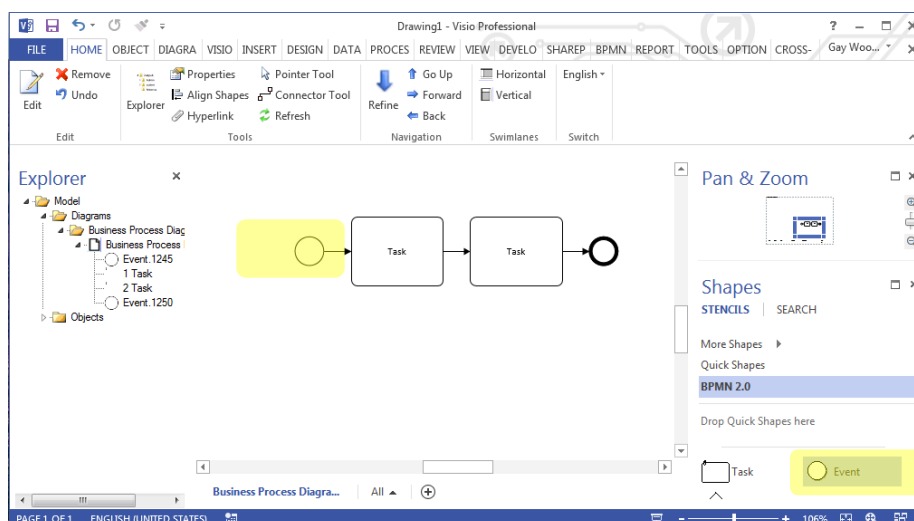 Drawing1 - Visio Professional
FILE HOME OBJECT DIAGRA VISIO INSERT DESIGN DATA PROCES REVIEW VIEW DEVELO SHAREP BPMN REPORT TOOLS OPTION CROSS- Gay Woo...
Remove Properties Pointer Tool Go Up Horizontal English
Undo Align Shapes Connector Tool Forward Vertical
Edit Explorer Hyperlink Refresh Refine Back
Edit Tools Navigation Swimlanes Switch
Explorer
Model
Diagrams
Business Process Diag
Business Process
Event.1245
1 Task
2 Task
Event.1250
Objects
Task Task
Pan & Zoom
Shapes
STENCILS SEARCH
More Shapes
Quick Shapes
BPMN 2.0
Drop Quick Shapes here
Task Event
Business Process Diagra... All
PAGE 1 OF 1 ENGLISH (UNITED STATES) 106%